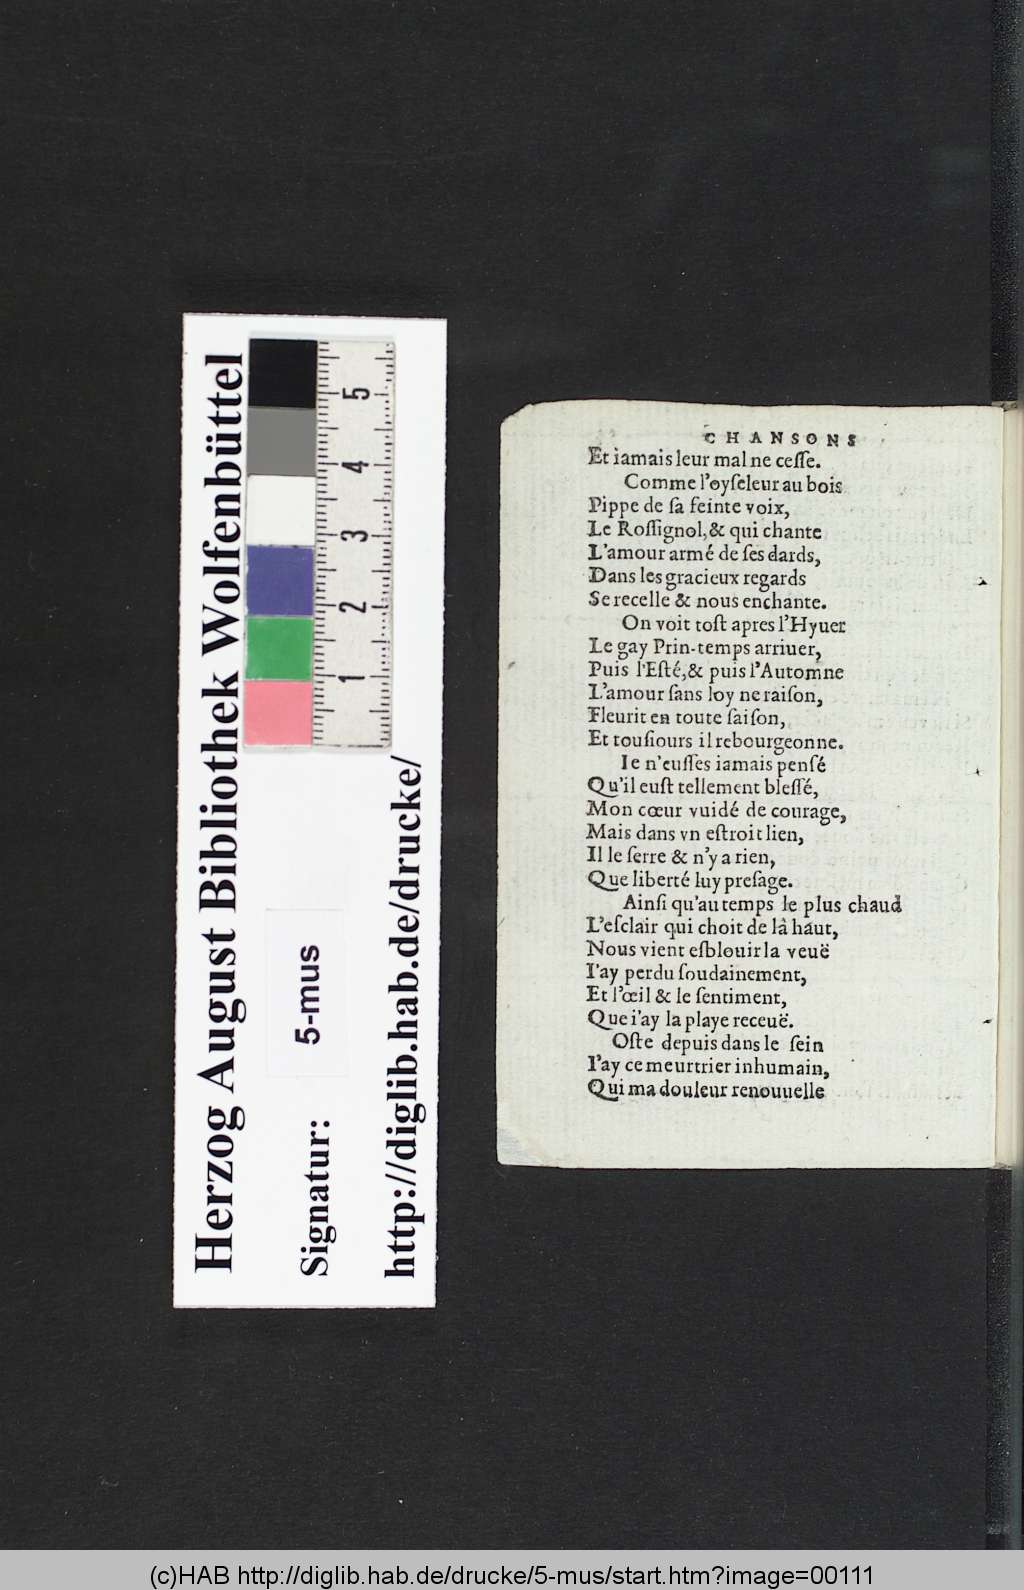 Herzog August Bibliothek Wolfenbüttel
Signatur: 5-mus
http://diglib.hab.de/drucke/
1 2 3 4 5
CHANSONS
Et iamais leur mal ne ceſſe.
Comme l'oyſeleur au bois
Pippe de ſa feinte voix,
Le Roſſignol, & qui chante
L'amour armé de ſes dards,
Dans les gracieux regards
Se recelle & nous enchante.
On voit toſt apres l'Hyuer
Le gay Prin-temps arriuer,
Puis l'Eſté, & puis l'Automne
L'amour ſans loy ne raiſon,
Fleurit en toute ſaiſon,
Et touſiours il rebourgeonne.
Ie n'euſſes iamais penſé
Qu'il euſt tellement bleſſé,
Mon cœur vuidé de courage,
Mais dans vn eſtroit lien,
Il le ſerre & n'y a rien,
Que liberté luy preſage.
Ainſi qu'au temps le plus chaud
L'eſclair qui choit de lâ haut,
Nous vient eſblouir la veuë
I'ay perdu ſoudainement,
Et l'œil & le ſentiment,
Que i'ay la playe receuë.
Oſte depuis dans le ſein
I'ay ce meurtrier inhumain,
Qui ma douleur renouuelle
(c)HAB http://diglib.hab.de/drucke/5-mus/start.htm?image=00111